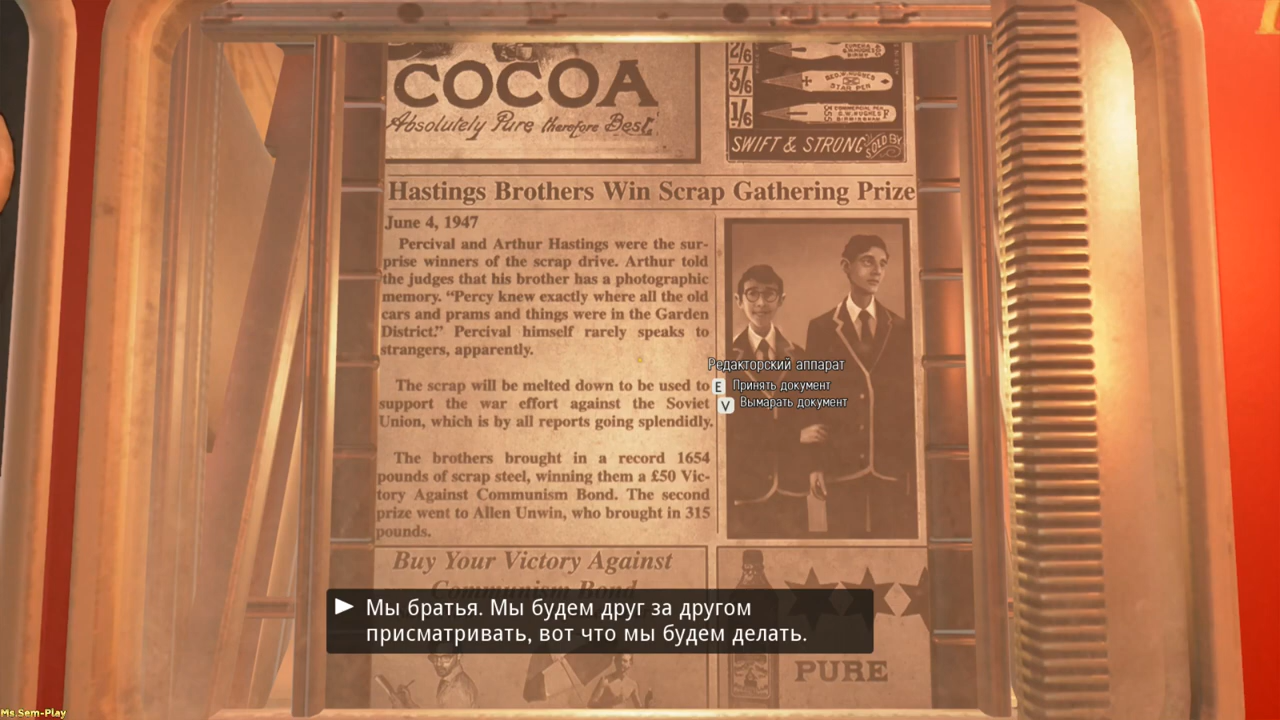 COCOA
Absolutely Pure therefore Best
2/6
3/6
1/6
SWIFT & STRONG
SOLD BY
Hastings Brothers Win Scrap Gathering Prize
June 4, 1947
Percival and Arthur Hastings were the sur-
prise winners of the scrap drive. Arthur told
the judges that his brother has a photographic
memory. “Percy knew exactly where all the old
cars and prams and things were in the Garden
District.” Percival himself rarely speaks to
strangers, apparently.
The scrap will be melted down to be used to
support the war effort against the Soviet
Union, which is by all reports going splendidly.
The brothers brought in a record 1654
pounds of scrap steel, winning them a £50 Vic-
tory Against Communism Bond. The second
prize went to Allen Unwin, who brought in 315
pounds.
Редакторский аппарат
E Принять документ
V Вымарать документ
Buy Your Victory Against
Communism Bond
Мы братья. Мы будем друг за другом
присматривать, вот что мы будем делать.
PURE
Ms.Sem-Play